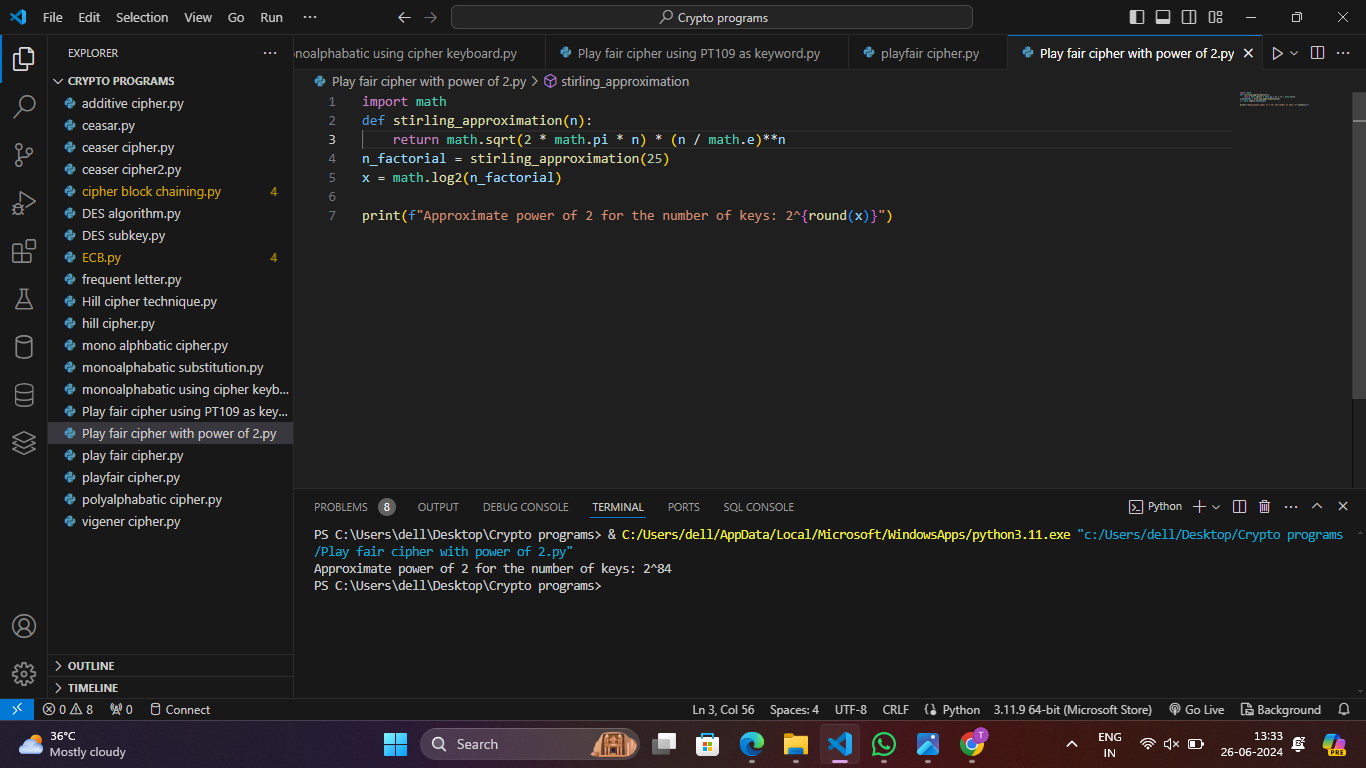 File Edit Selection View Go Run ··· Crypto programs
EXPLORER ···
CRYPTO PROGRAMS
additive cipher.py
ceasar.py
ceaser cipher.py
ceaser cipher2.py
cipher block chaining.py 4
DES algorithm.py
DES subkey.py
ECB.py 4
frequent letter.py
Hill cipher technique.py
hill cipher.py
mono alphbatic cipher.py
monoalphabatic substitution.py
monoalphabatic using cipher keyb...
Play fair cipher using PT109 as key...
Play fair cipher with power of 2.py
play fair cipher.py
playfair cipher.py
polyalphabatic cipher.py
vigener cipher.py
OUTLINE
TIMELINE
noalphabatic using cipher keyboard.py Play fair cipher using PT109 as keyword.py playfair cipher.py Play fair cipher with power of 2.py
Play fair cipher with power of 2.py > stirling_approximation
1 import math
2 def stirling_approximation(n):
3 return math.sqrt(2 * math.pi * n) * (n / math.e)**n
4 n_factorial = stirling_approximation(25)
5 x = math.log2(n_factorial)
6
7 print(f"Approximate power of 2 for the number of keys: 2^{round(x)}")
PROBLEMS 8 OUTPUT DEBUG CONSOLE TERMINAL PORTS SQL CONSOLE Python
PS C:\Users\dell\Desktop\Crypto programs> & C:/Users/dell/AppData/Local/Microsoft/WindowsApps/python3.11.exe "c:/Users/dell/Desktop/Crypto programs
/Play fair cipher with power of 2.py"
Approximate power of 2 for the number of keys: 2^84
PS C:\Users\dell\Desktop\Crypto programs>
0 8 0 Connect Ln 3, Col 56 Spaces: 4 UTF-8 CRLF Python 3.11.9 64-bit (Microsoft Store) Go Live Background
36°C
Mostly cloudy
Search
T
PRE
ENG
IN
13:33
26-06-2024